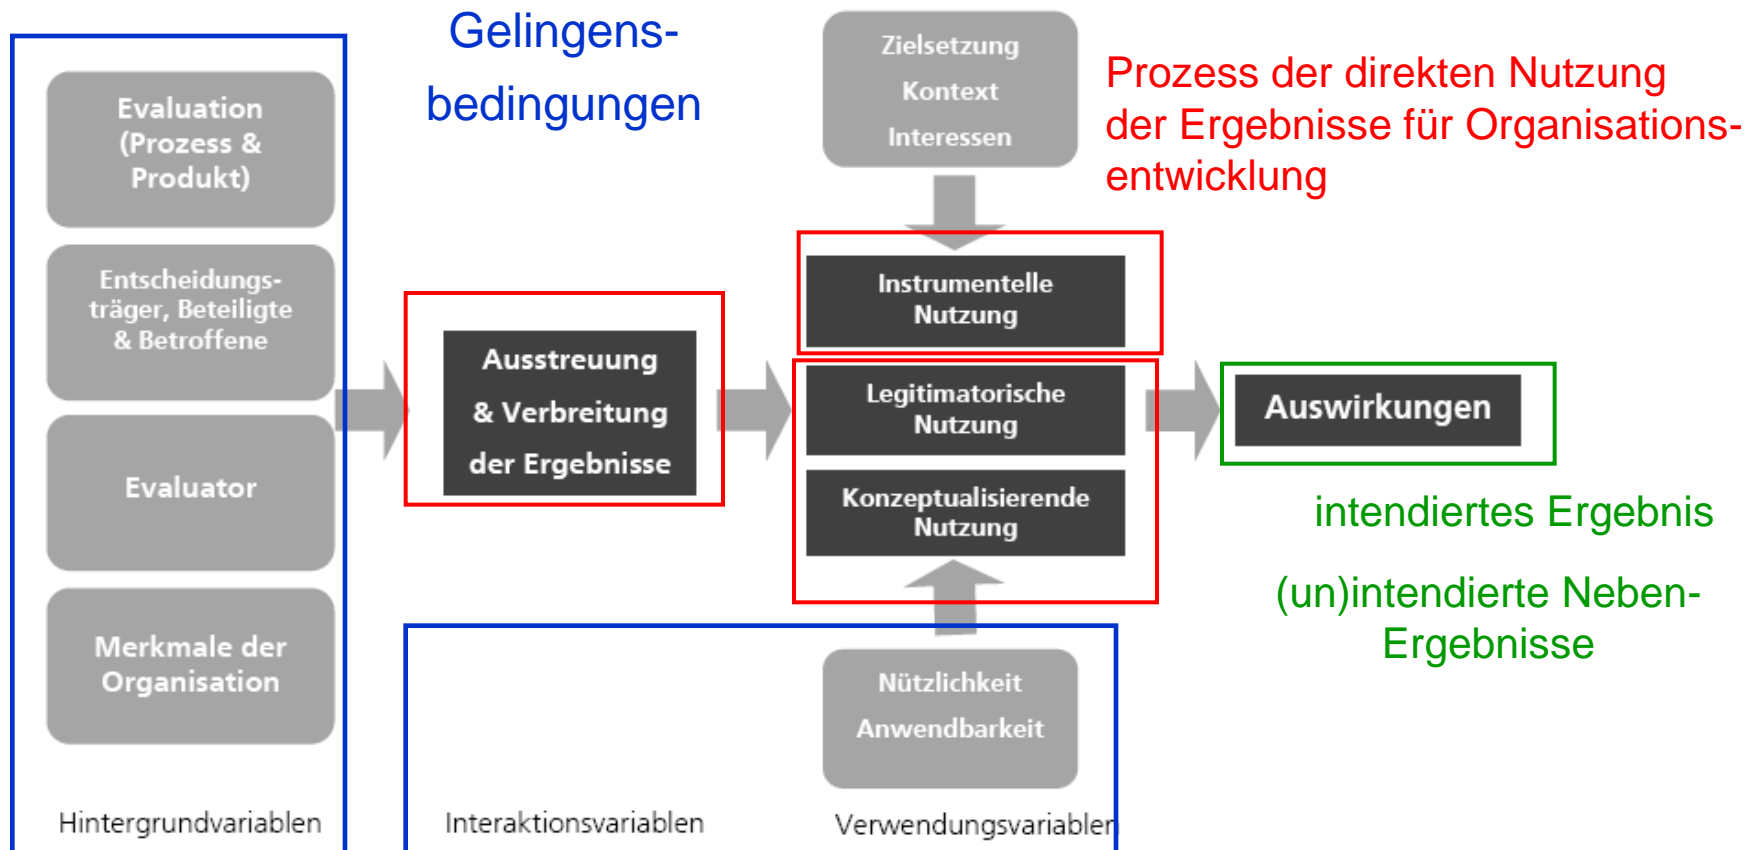 Gelingens-
bedingungen
Evaluation
(Prozess &
Produkt)
Entscheidungs-
träger, Beteiligte
& Betroffene
Evaluator
Merkmale der
Organisation
Hintergrundvariablen
Ausstreuung
& Verbreitung
der Ergebnisse
Interaktionsvariablen
Zielsetzung
Kontext
Interessen
Instrumentelle
Nutzung
Legitimatorische
Nutzung
Konzeptualisierende
Nutzung
Nützlichkeit
Anwendbarkeit
Verwendungsvariablen
Prozess der direkten Nutzung
der Ergebnisse für Organisations-
entwicklung
Auswirkungen
intendiertes Ergebnis
(un)intendierte Neben-
Ergebnisse